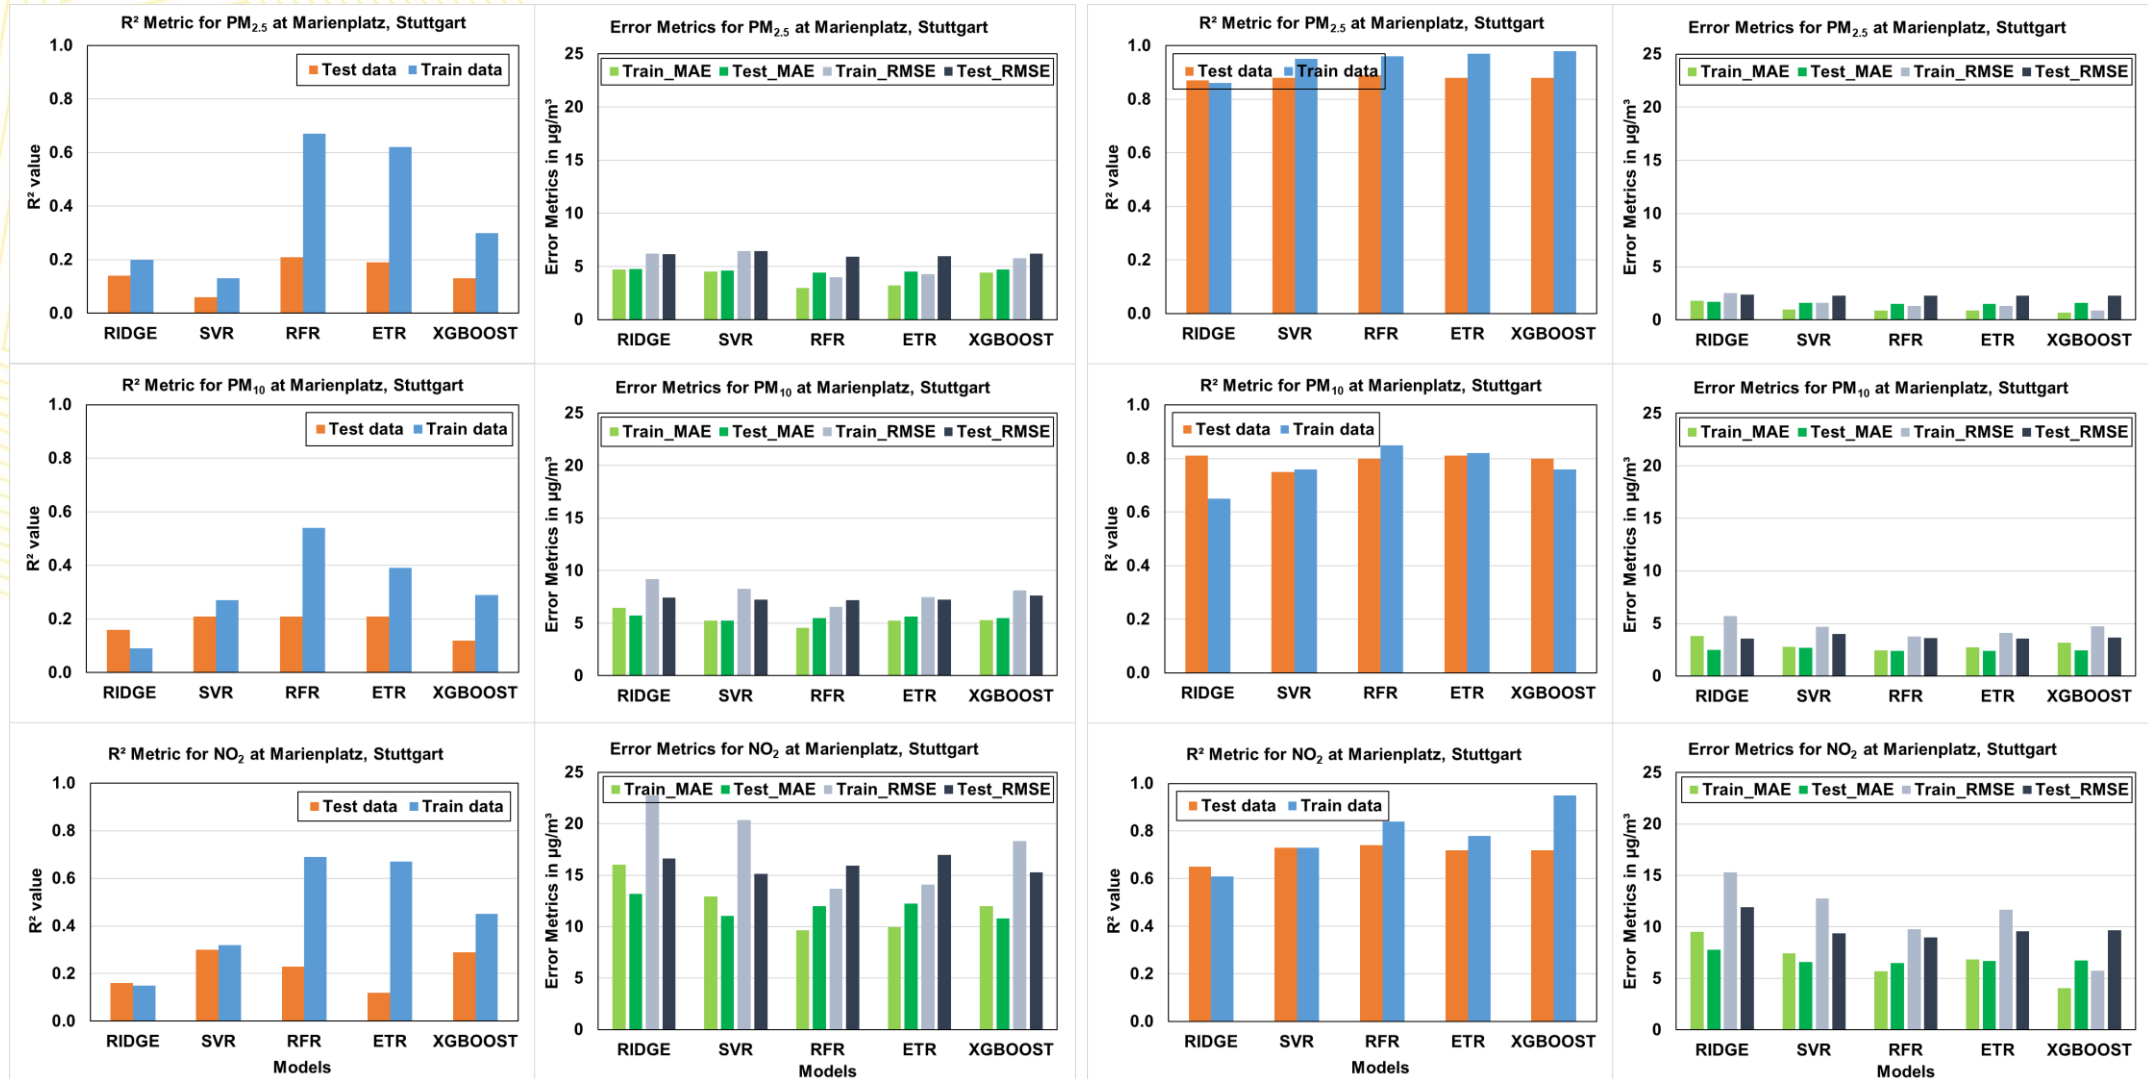 R² Metric for PM₂.₅ at Marienplatz, Stuttgart
Test data Train data
R² value
1.0
0.8
0.6
0.4
0.2
0.0
RIDGE SVR RFR ETR XGBOOST
Error Metrics for PM₂.₅ at Marienplatz, Stuttgart
Train_MAE Test_MAE Train_RMSE Test_RMSE
Error Metrics in µg/m³
25
20
15
10
5
0
RIDGE SVR RFR ETR XGBOOST
R² Metric for PM₂.₅ at Marienplatz, Stuttgart
Test data Train data
R² value
1.0
0.8
0.6
0.4
0.2
0.0
RIDGE SVR RFR ETR XGBOOST
Error Metrics for PM₂.₅ at Marienplatz, Stuttgart
Train_MAE Test_MAE Train_RMSE Test_RMSE
Error Metrics in µg/m³
25
20
15
10
5
0
RIDGE SVR RFR ETR XGBOOST
R² Metric for PM₁₀ at Marienplatz, Stuttgart
Test data Train data
R² value
1.0
0.8
0.6
0.4
0.2
0.0
RIDGE SVR RFR ETR XGBOOST
Error Metrics for PM₁₀ at Marienplatz, Stuttgart
Train_MAE Test_MAE Train_RMSE Test_RMSE
Error Metrics in µg/m³
25
20
15
10
5
0
RIDGE SVR RFR ETR XGBOOST
R² Metric for PM₁₀ at Marienplatz, Stuttgart
Test data Train data
R² value
1.0
0.8
0.6
0.4
0.2
0.0
RIDGE SVR RFR ETR XGBOOST
Error Metrics for PM₁₀ at Marienplatz, Stuttgart
Train_MAE Test_MAE Train_RMSE Test_RMSE
Error Metrics in µg/m³
25
20
15
10
5
0
RIDGE SVR RFR ETR XGBOOST
R² Metric for NO₂ at Marienplatz, Stuttgart
Test data Train data
R² value
1.0
0.8
0.6
0.4
0.2
0.0
RIDGE SVR RFR ETR XGBOOST
Models
Error Metrics for NO₂ at Marienplatz, Stuttgart
Train_MAE Test_MAE Train_RMSE Test_RMSE
Error Metrics in µg/m³
25
20
15
10
5
0
RIDGE SVR RFR ETR XGBOOST
Models
R² Metric for NO₂ at Marienplatz, Stuttgart
Test data Train data
R² value
1.0
0.8
0.6
0.4
0.2
0.0
RIDGE SVR RFR ETR XGBOOST
Models
Error Metrics for NO₂ at Marienplatz, Stuttgart
Train_MAE Test_MAE Train_RMSE Test_RMSE
Error Metrics in µg/m³
25
20
15
10
5
0
RIDGE SVR RFR ETR XGBOOST
Models